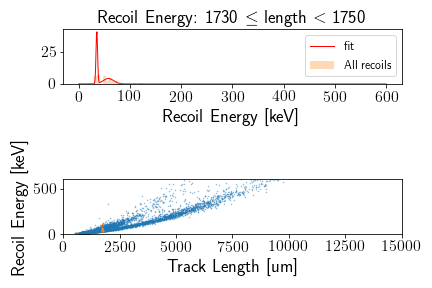 Recoil Energy: 1730 ≤ length < 1750
25
0
fit
All recoils
0 100 200 300 400 500 600
Recoil Energy [keV]
Recoil Energy [keV]
500
0
0 2500 5000 7500 10000 12500 15000
Track Length [um]